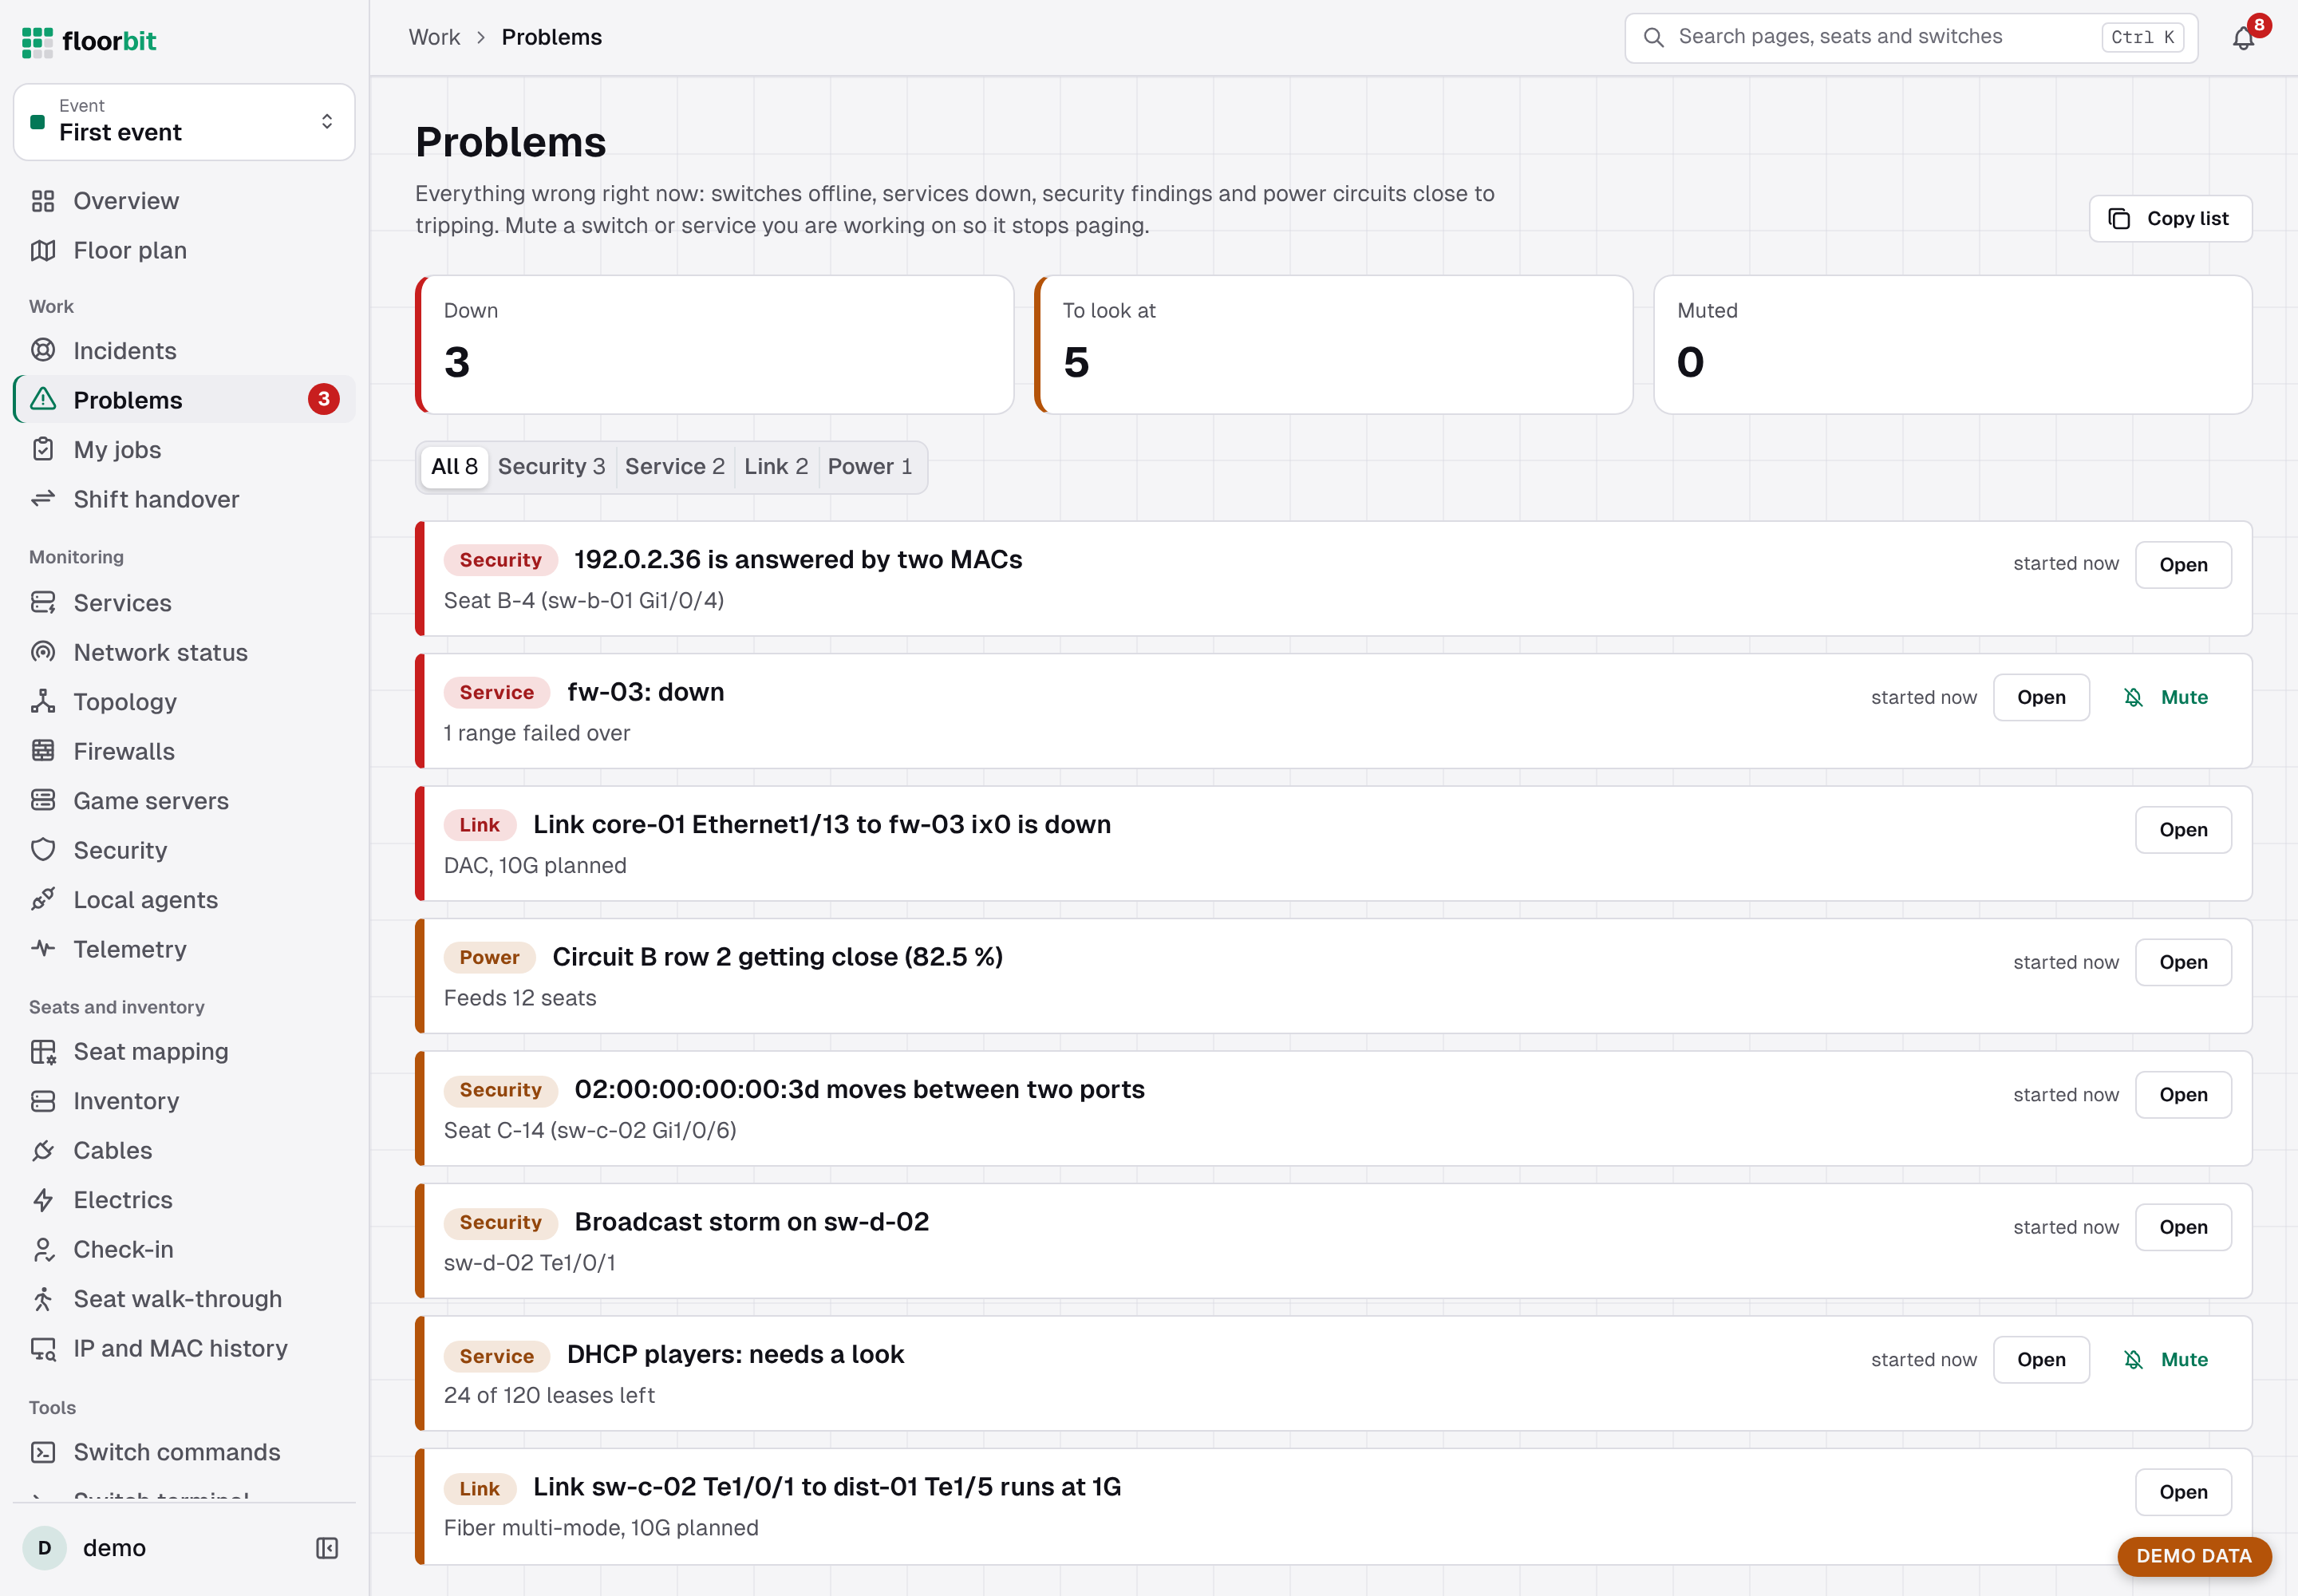 floorbit
Event
First event
Overview
Floor plan
Work
Incidents
Problems 3
My jobs
Shift handover
Monitoring
Services
Network status
Topology
Firewalls
Game servers
Security
Local agents
Telemetry
Seats and inventory
Seat mapping
Inventory
Cables
Electrics
Check-in
Seat walk-through
IP and MAC history
Tools
Switch commands
Switch terminal
D demo
Work > Problems
Search pages, seats and switches Ctrl K
8
Problems
Everything wrong right now: switches offline, services down, security findings and power circuits close to
tripping. Mute a switch or service you are working on so it stops paging.
Copy list
Down
3
To look at
5
Muted
0
All 8 Security 3 Service 2 Link 2 Power 1
Security 192.0.2.36 is answered by two MACs started now Open
Seat B-4 (sw-b-01 Gi1/0/4)
Service fw-03: down started now Open Mute
1 range failed over
Link Link core-01 Ethernet1/13 to fw-03 ix0 is down Open
DAC, 10G planned
Power Circuit B row 2 getting close (82.5 %) started now Open
Feeds 12 seats
Security 02:00:00:00:00:3d moves between two ports started now Open
Seat C-14 (sw-c-02 Gi1/0/6)
Security Broadcast storm on sw-d-02 started now Open
sw-d-02 Te1/0/1
Service DHCP players: needs a look started now Open Mute
24 of 120 leases left
Link Link sw-c-02 Te1/0/1 to dist-01 Te1/5 runs at 1G Open
Fiber multi-mode, 10G planned
DEMO DATA